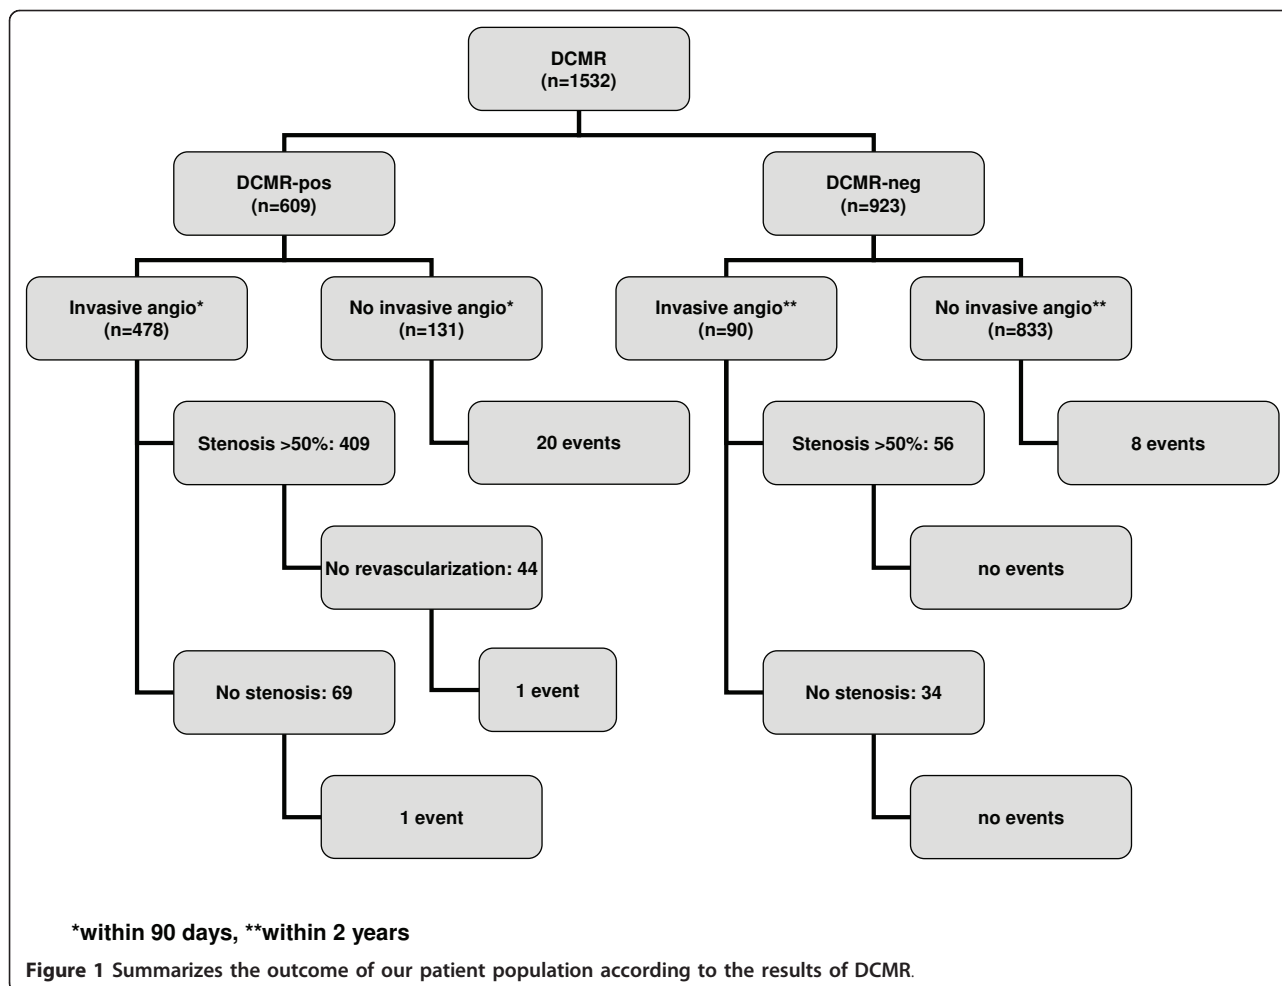 DCMR
(n=1532)
DCMR-pos
(n=609)
DCMR-neg
(n=923)
Invasive angio*
(n=478)
No invasive angio*
(n=131)
Invasive angio**
(n=90)
No invasive angio**
(n=833)
Stenosis >50%: 409
20 events
Stenosis >50%: 56
8 events
No revascularization: 44
no events
No stenosis: 69
1 event
No stenosis: 34
1 event
no events
*within 90 days, **within 2 years
Figure 1 Summarizes the outcome of our patient population according to the results of DCMR.